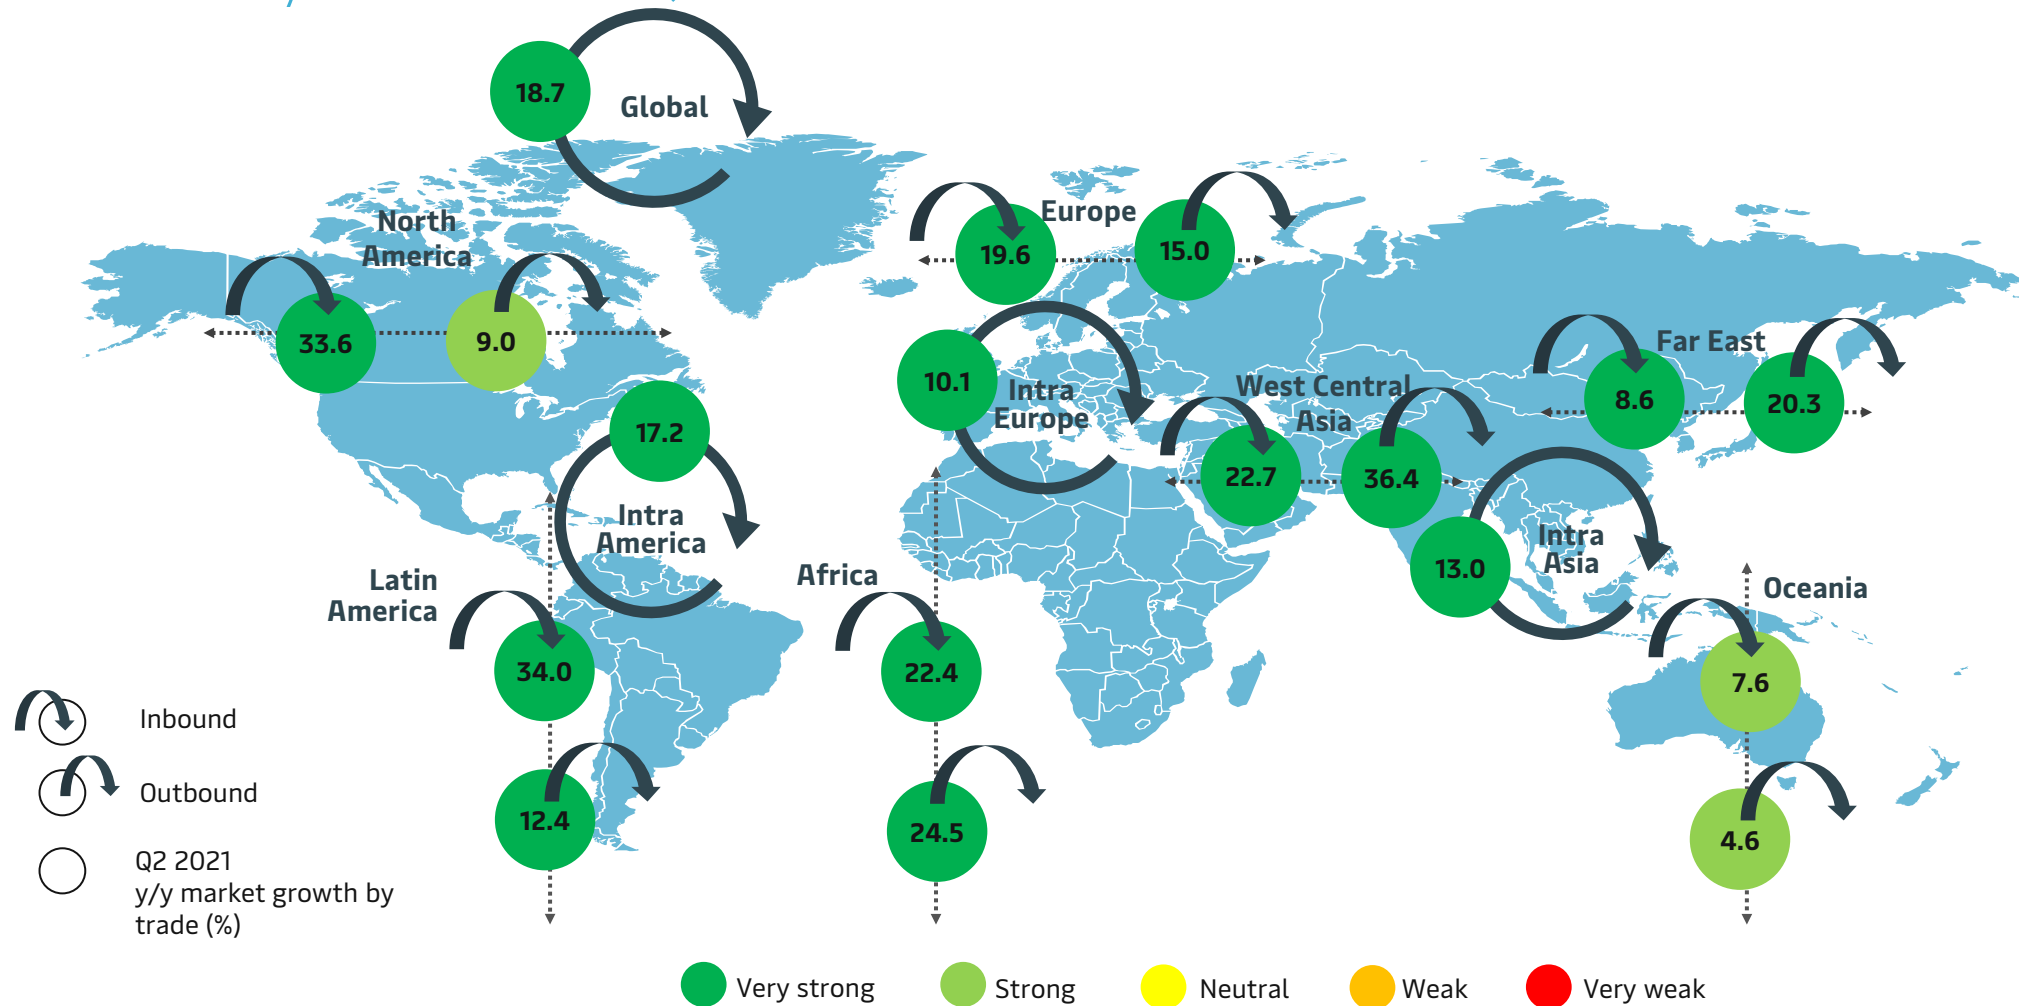 18.7
Global
North
America
33.6
9.0
Europe
19.6
15.0
10.1
Intra
Europe
West Central
Asia
22.7
36.4
Far East
8.6
20.3
17.2
Intra
America
13.0
Intra
Asia
Latin
America
34.0
12.4
Africa
22.4
24.5
Oceania
7.6
4.6
Inbound
Outbound
Q2 2021
y/y market growth by
trade (%)
Very strong
Strong
Neutral
Weak
Very weak